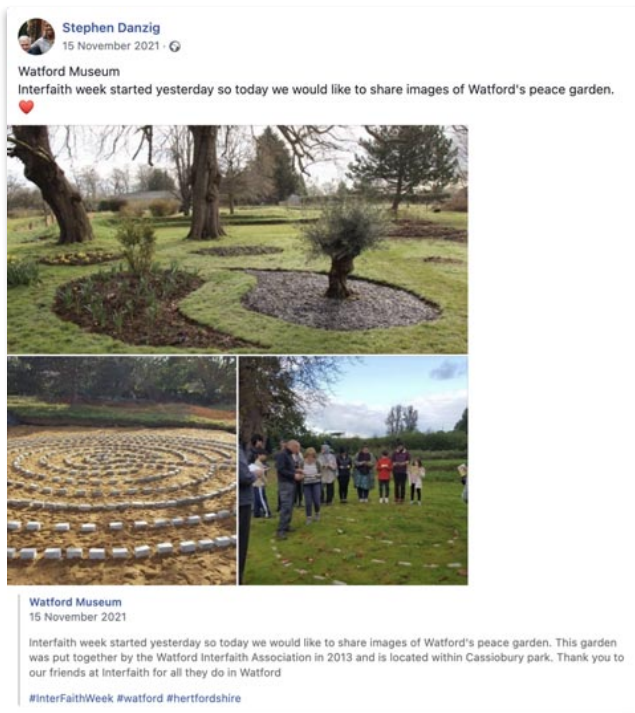 Stephen Danzig
15 November 2021 ·
Watford Museum
Interfaith week started yesterday so today we would like to share images of Watford's peace garden.
❤️
Watford Museum
15 November 2021
Interfaith week started yesterday so today we would like to share images of Watford's peace garden. This garden
was put together by the Watford Interfaith Association in 2013 and is located within Cassiobury park. Thank you to
our friends at Interfaith for all they do in Watford
#InterFaithWeek #watford #hertfordshire